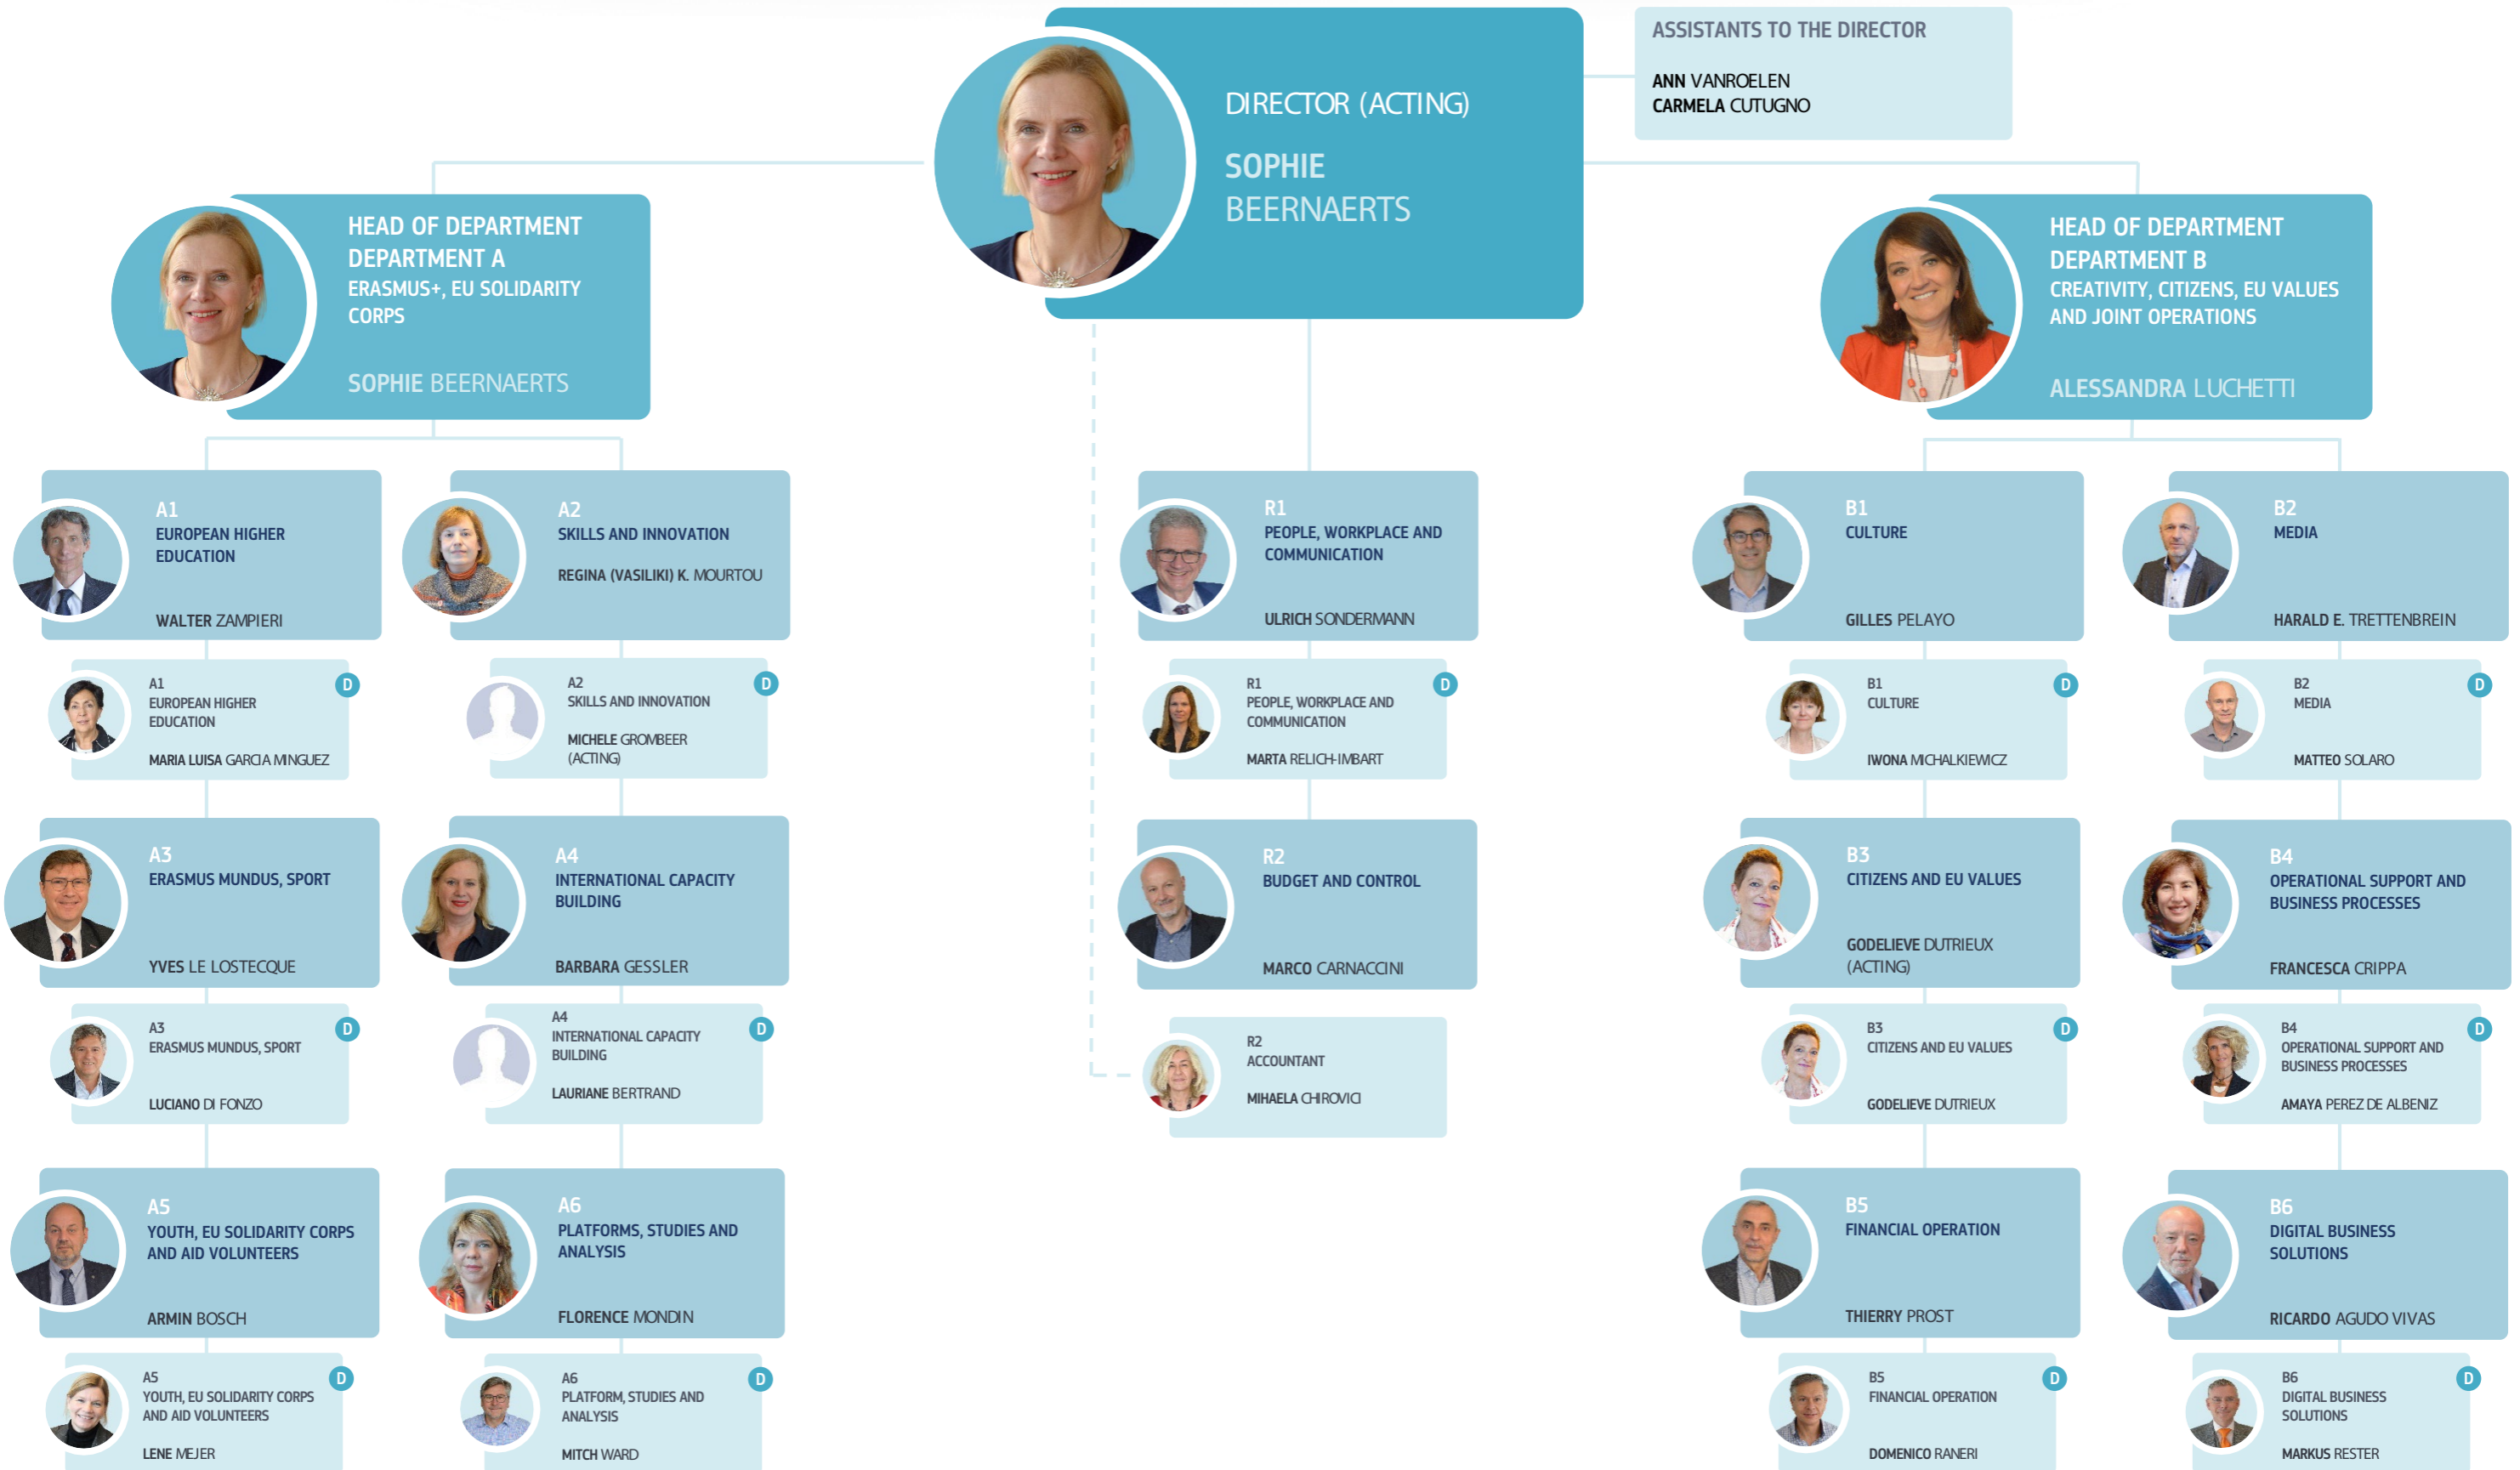 DIRECTOR (ACTING)
SOPHIE
BEERNAERTS
ASSISTANTS TO THE DIRECTOR
ANN VANROELEN
CARMELA CUTUGNO
HEAD OF DEPARTMENT
DEPARTMENT A
ERASMUS+, EU SOLIDARITY
CORPS
SOPHIE BEERNAERTS
HEAD OF DEPARTMENT
DEPARTMENT B
CREATIVITY, CITIZENS, EU VALUES
AND JOINT OPERATIONS
ALESSANDRA LUCHETTI
A1
EUROPEAN HIGHER
EDUCATION
WALTER ZAMPIERI
A2
SKILLS AND INNOVATION
REGINA (VASILIKI) K. MOURTOU
R1
PEOPLE, WORKPLACE AND
COMMUNICATION
ULRICH SONDERMANN
B1
CULTURE
GILLES PELAYO
B2
MEDIA
HARALD E. TRETTENBREIN
A1
EUROPEAN HIGHER
EDUCATION
MARIA LUISA GARCIA MINGUEZ
D
A2
SKILLS AND INNOVATION
MICHELE GROMBEER
(ACTING)
D
R1
PEOPLE, WORKPLACE AND
COMMUNICATION
MARTA RELICH-IMBART
D
B1
CULTURE
IWONA MICHALKIEWICZ
D
B2
MEDIA
MATTEO SOLARO
D
A3
ERASMUS MUNDUS, SPORT
YVES LE LOSTECQUE
A4
INTERNATIONAL CAPACITY
BUILDING
BARBARA GESSLER
R2
BUDGET AND CONTROL
MARCO CARNACCINI
B3
CITIZENS AND EU VALUES
GODELIEVE DUTRIEUX
(ACTING)
B4
OPERATIONAL SUPPORT AND
BUSINESS PROCESSES
FRANCESCA CRIPPA
A3
ERASMUS MUNDUS, SPORT
LUCIANO DI FONZO
D
A4
INTERNATIONAL CAPACITY
BUILDING
LAURIANE BERTRAND
D
R2
ACCOUNTANT
MIHAELA CHIROVICI
B3
CITIZENS AND EU VALUES
GODELIEVE DUTRIEUX
D
B4
OPERATIONAL SUPPORT AND
BUSINESS PROCESSES
AMAYA PEREZ DE ALBENIZ
D
A5
YOUTH, EU SOLIDARITY CORPS
AND AID VOLUNTEERS
ARMIN BOSCH
A6
PLATFORMS, STUDIES AND
ANALYSIS
FLORENCE MONDIN
B5
FINANCIAL OPERATION
THIERRY PROST
B6
DIGITAL BUSINESS
SOLUTIONS
RICARDO AGUDO VIVAS
A5
YOUTH, EU SOLIDARITY CORPS
AND AID VOLUNTEERS
LENE MEJER
D
A6
PLATFORM, STUDIES AND
ANALYSIS
MITCH WARD
D
B5
FINANCIAL OPERATION
DOMENICO RANERI
D
B6
DIGITAL BUSINESS
SOLUTIONS
MARKUS RESTER
D